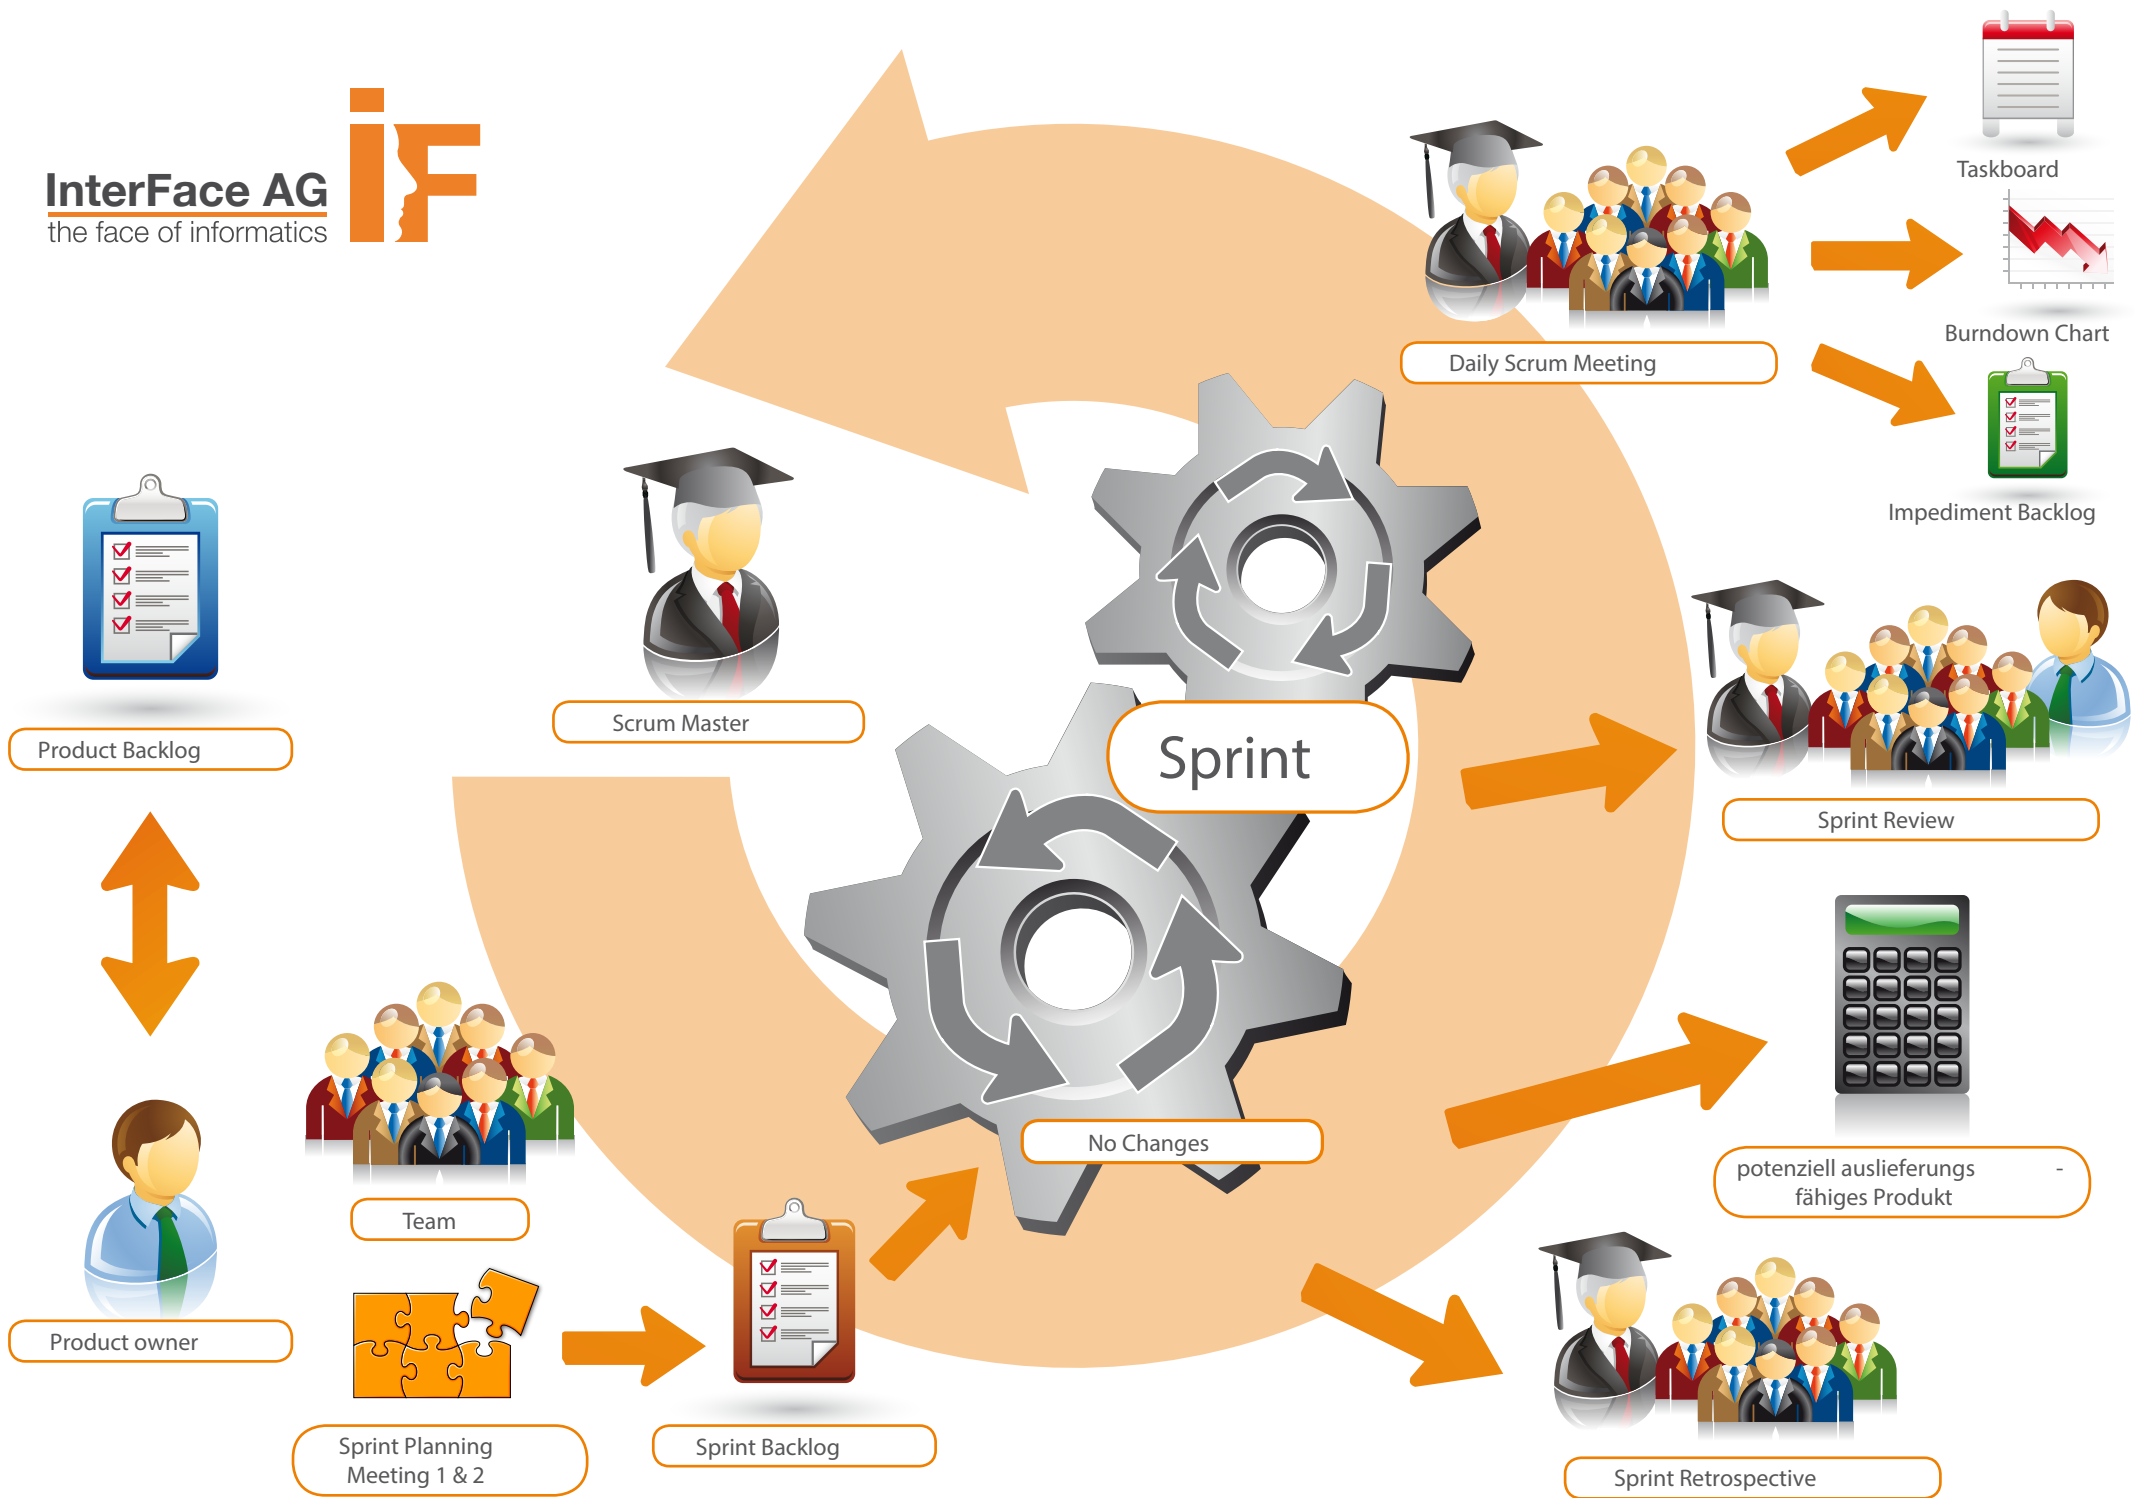 InterFace AG
the face of informatics
iF
Taskboard
Burndown Chart
Daily Scrum Meeting
Impediment Backlog
Scrum Master
Product Backlog
Sprint
Sprint Review
No Changes
potenziell auslieferungs -
fähiges Produkt
Team
Product owner
Sprint Planning
Meeting 1 & 2
Sprint Backlog
Sprint Retrospective